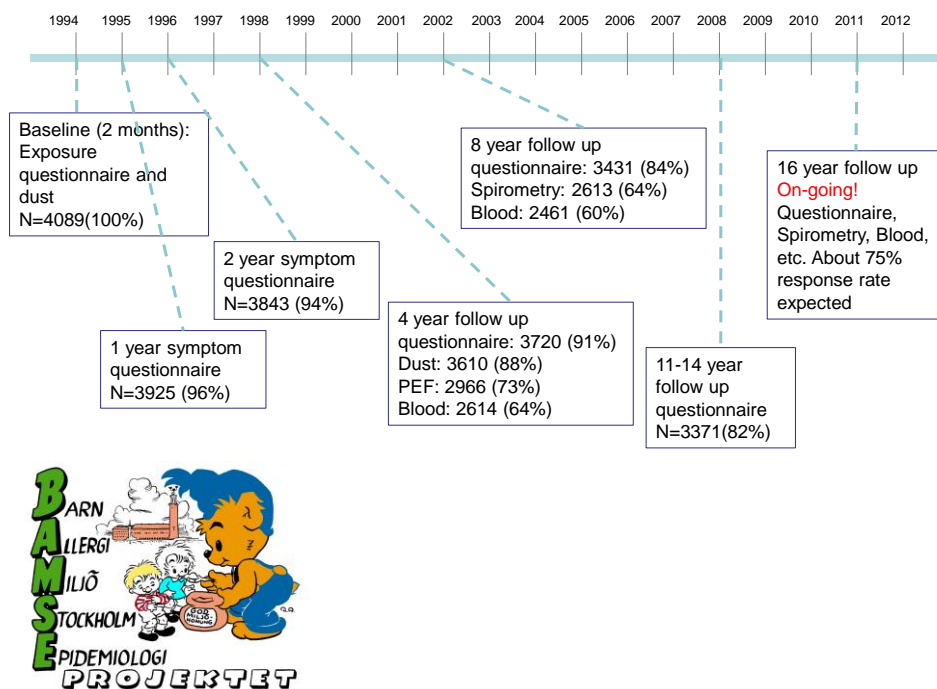 1994 1995 1996 1997 1998 1999 2000 2001 2002 2003 2004 2005 2006 2007 2008 2009 2010 2011 2012
Baseline (2 months):
Exposure
questionnaire and
dust
N=4089(100%)
2 year symptom
questionnaire
N=3843 (94%)
1 year symptom
questionnaire
N=3925 (96%)
8 year follow up
questionnaire: 3431 (84%)
Spirometry: 2613 (64%)
Blood: 2461 (60%)
4 year follow up
questionnaire: 3720 (91%)
Dust: 3610 (88%)
PEF: 2966 (73%)
Blood: 2614 (64%)
11-14 year
follow up
questionnaire
N=3371(82%)
16 year follow up
On-going!
Questionnaire,
Spirometry, Blood,
etc. About 75%
response rate
expected
BARN
ALLERGI
MILJÖ
STOCKHOLM
EPIDEMIOLOGI
PROJEKTET
GOD
MILJÖ-
HONUNG